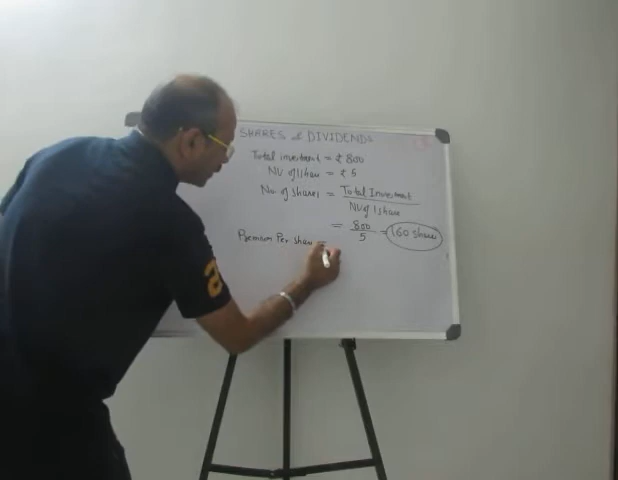 SHARES & DIVIDENDS
Total investment = ₹ 800
NV of 1 share = ₹ 5
No of shares = Total Investment
NV of 1 share
= 800
5
= 160 shares
Premium Per share =
2